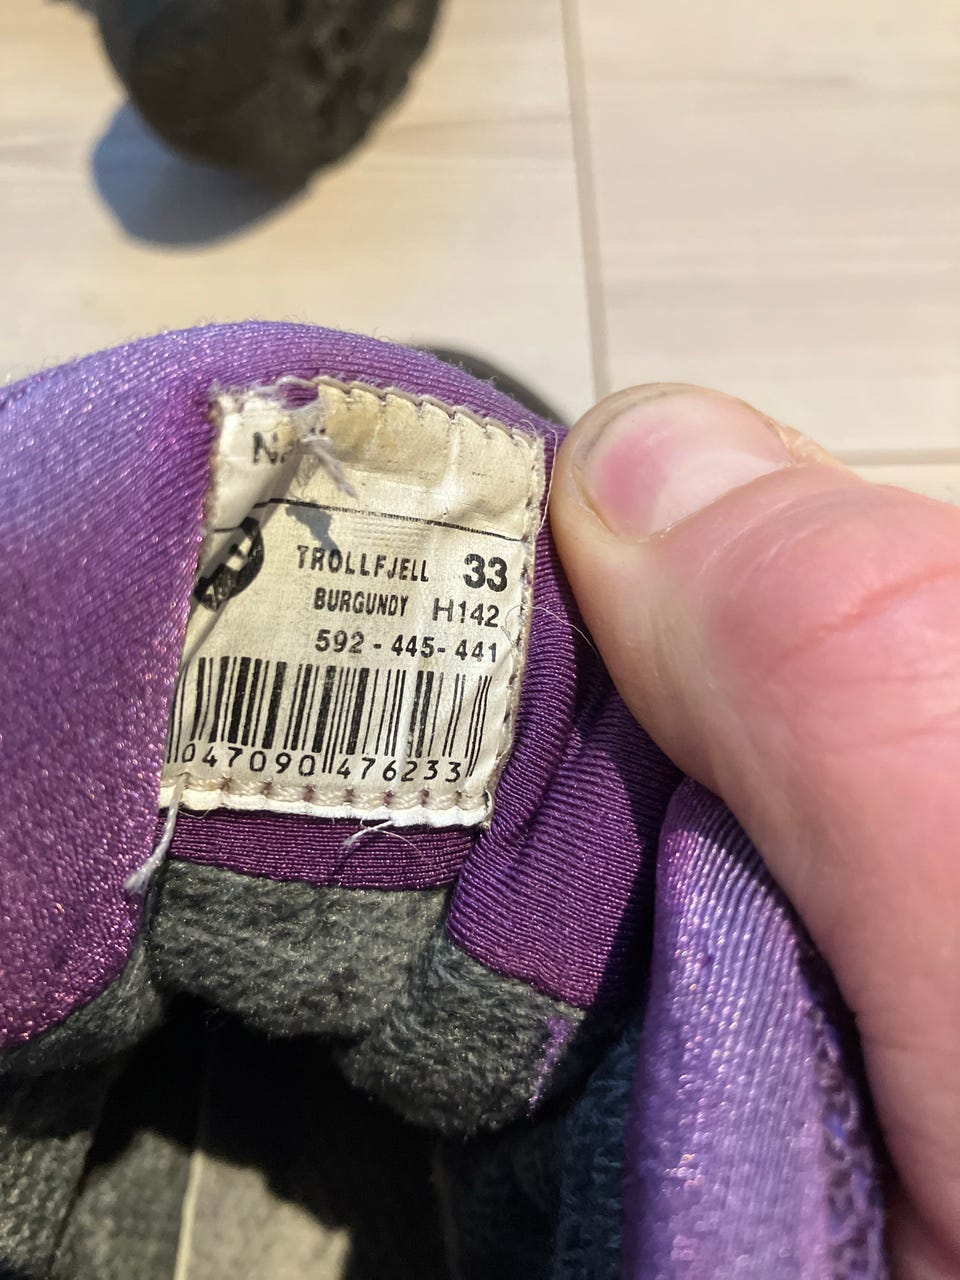 TROLLFJELL 33
BURGUNDY H142
592-445-441
047090 476233